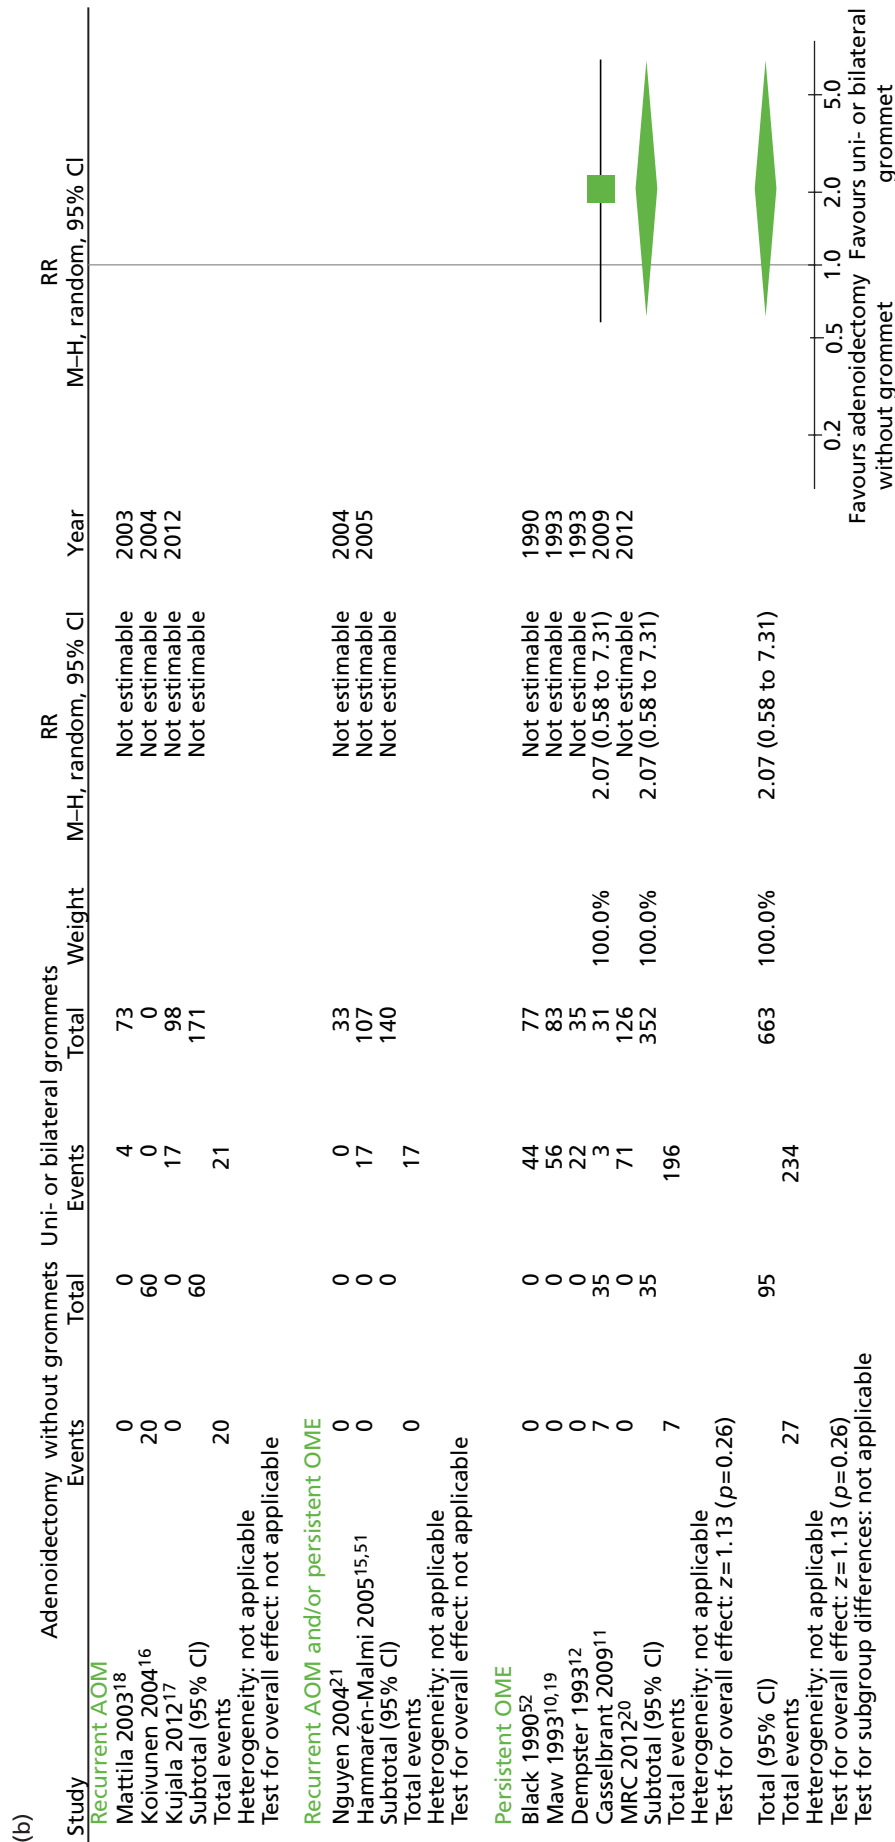 (b)
Adenoidectomy without grommets Uni- or bilateral grommets RR RR
Study Events Total Events Total Weight M–H, random, 95% CI Year M–H, random, 95% CI
Recurrent AOM
Mattila 2003¹⁸ 0 0 4 73 Not estimable 2003
Koivunen 2004¹⁶ 20 60 0 0 Not estimable 2004
Kujala 2012¹⁷ 0 0 17 98 Not estimable 2012
Subtotal (95% CI) 60 171 Not estimable
Total events 20 21
Heterogeneity: not applicable
Test for overall effect: not applicable
Recurrent AOM and/or persistent OME
Nguyen 2004²¹ 0 0 0 33 Not estimable 2004
Hammarén-Malmi 2005¹⁵,⁵¹ 0 0 17 107 Not estimable 2005
Subtotal (95% CI) 0 140 Not estimable
Total events 0 17
Heterogeneity: not applicable
Test for overall effect: not applicable
Persistent OME
Black 1990⁵² 0 0 44 77 Not estimable 1990
Maw 1993¹⁰,¹⁹ 0 0 56 83 Not estimable 1993
Dempster 1993¹² 0 0 22 35 Not estimable 1993
Casselbrant 2009¹¹ 7 35 3 31 100.0% 2.07 (0.58 to 7.31) 2009
MRC 2012²⁰ 0 0 71 126 Not estimable 2012
Subtotal (95% CI) 35 352 100.0% 2.07 (0.58 to 7.31)
Total events 7 196
Heterogeneity: not applicable
Test for overall effect: z=1.13 (p=0.26)
Total (95% CI) 95 663 100.0% 2.07 (0.58 to 7.31)
Total events 27 234
Heterogeneity: not applicable
Test for overall effect: z=1.13 (p=0.26)
Test for subgroup differences: not applicable
0.2 0.5 1.0 2.0 5.0
Favours adenoidectomy Favours uni- or bilateral
without grommet grommet